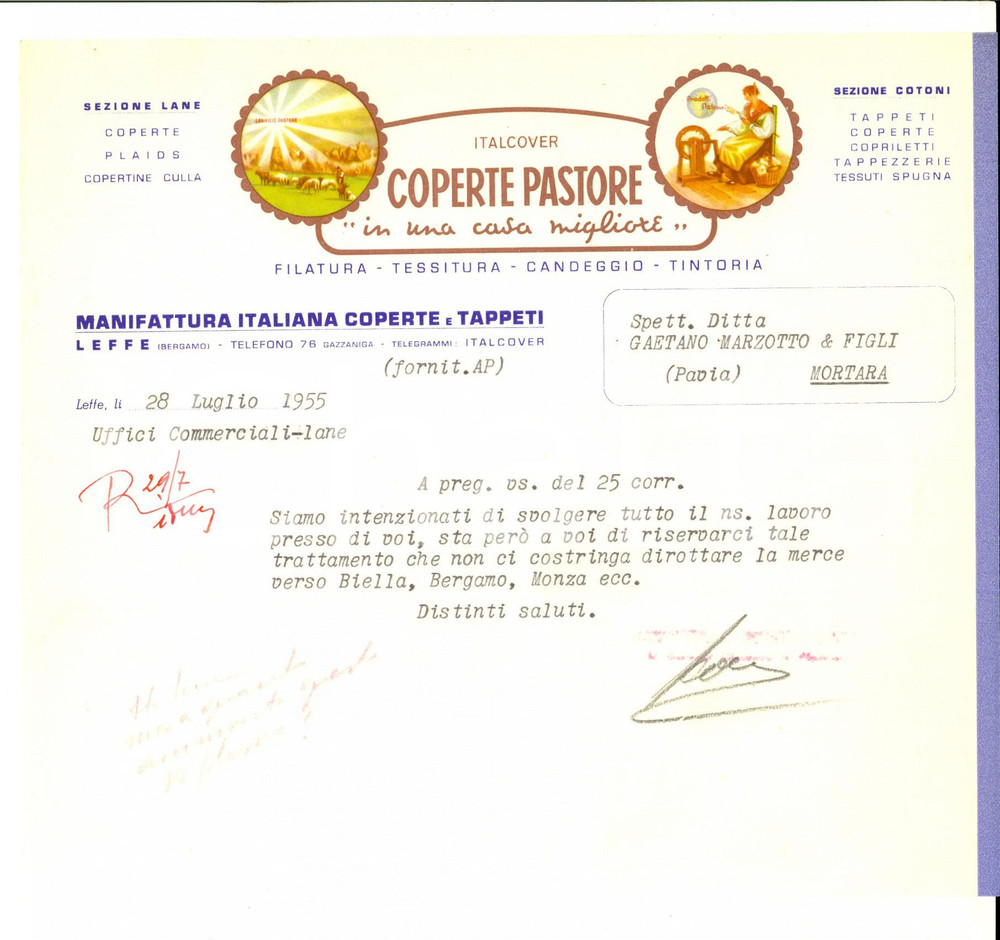 SEZIONE LANE
COPERTE
PLAIDS
COPERTINE CULLA
LANIFICIO PASTORE
ITALCOVER
COPERTE PASTORE
"in una casa migliore"
Prodotti
SEZIONE COTONI
TAPPETI
COPERTE
COPRILETTI
TAPPEZZERIE
TESSUTI SPUGNA
FILATURA - TESSITURA - CANDEGGIO - TINTORIA
MANIFATTURA ITALIANA COPERTE E TAPPETI
LEFFE (BERGAMO) - TELEFONO 76 GAZZANIGA - TELEGRAMMI: ITALCOVER
(fornit.AP)
Spett. Ditta
GAETANO MARZOTTO & FIGLI
(Pavia) MORTARA
Leffe, li 28 Luglio 1955
Uffici Commerciali-lane
R 29/7
A preg. vs. del 25 corr.
Siamo intenzionati di svolgere tutto il ns. lavoro
presso di voi, sta però a voi di riservarci tale
trattamento che non ci costringa dirottare la merce
verso Biella, Bergamo, Monza ecc.
Distinti saluti.